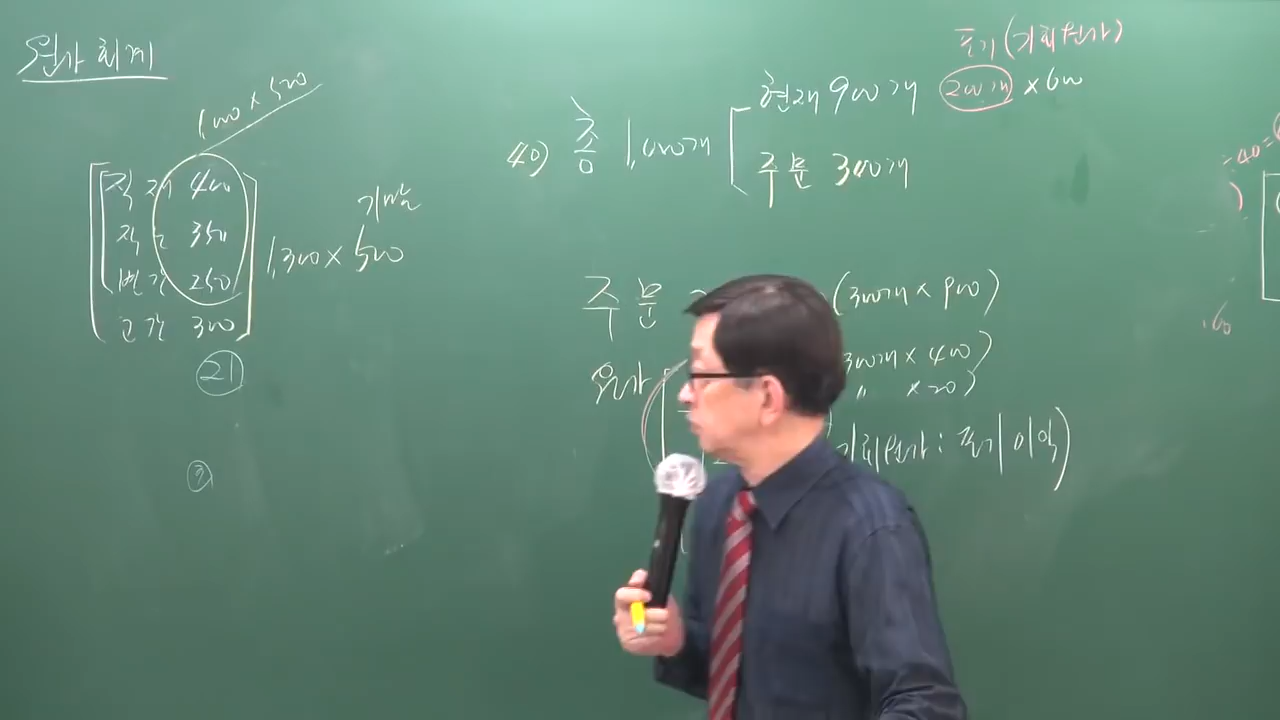 원가 회계
1,000 × 500
직재 400
직노 350
변간 250
고간 300
기말
1,300 × 500
21
포기 (기회원가)
200개 × 600
40) 총 1,000개
현재 900개
주문 300개
주문
(300개 × 900)
원가
300개 × 400)
〃 × 20)
기회원가 : 포기이익)